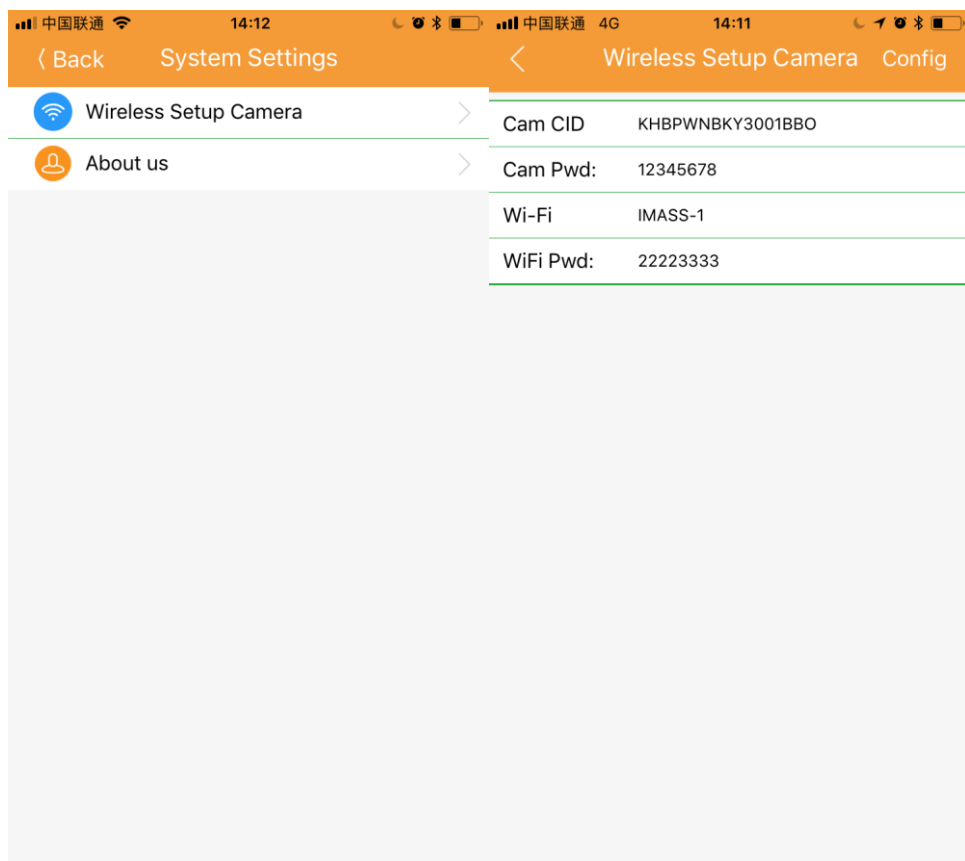 中国联通 14:12
Back System Settings
Wireless Setup Camera
About us
中国联通 4G 14:11
Wireless Setup Camera Config
Cam CID KHBPWNBKY3001BBO
Cam Pwd: 12345678
Wi-Fi IMASS-1
WiFi Pwd: 22223333